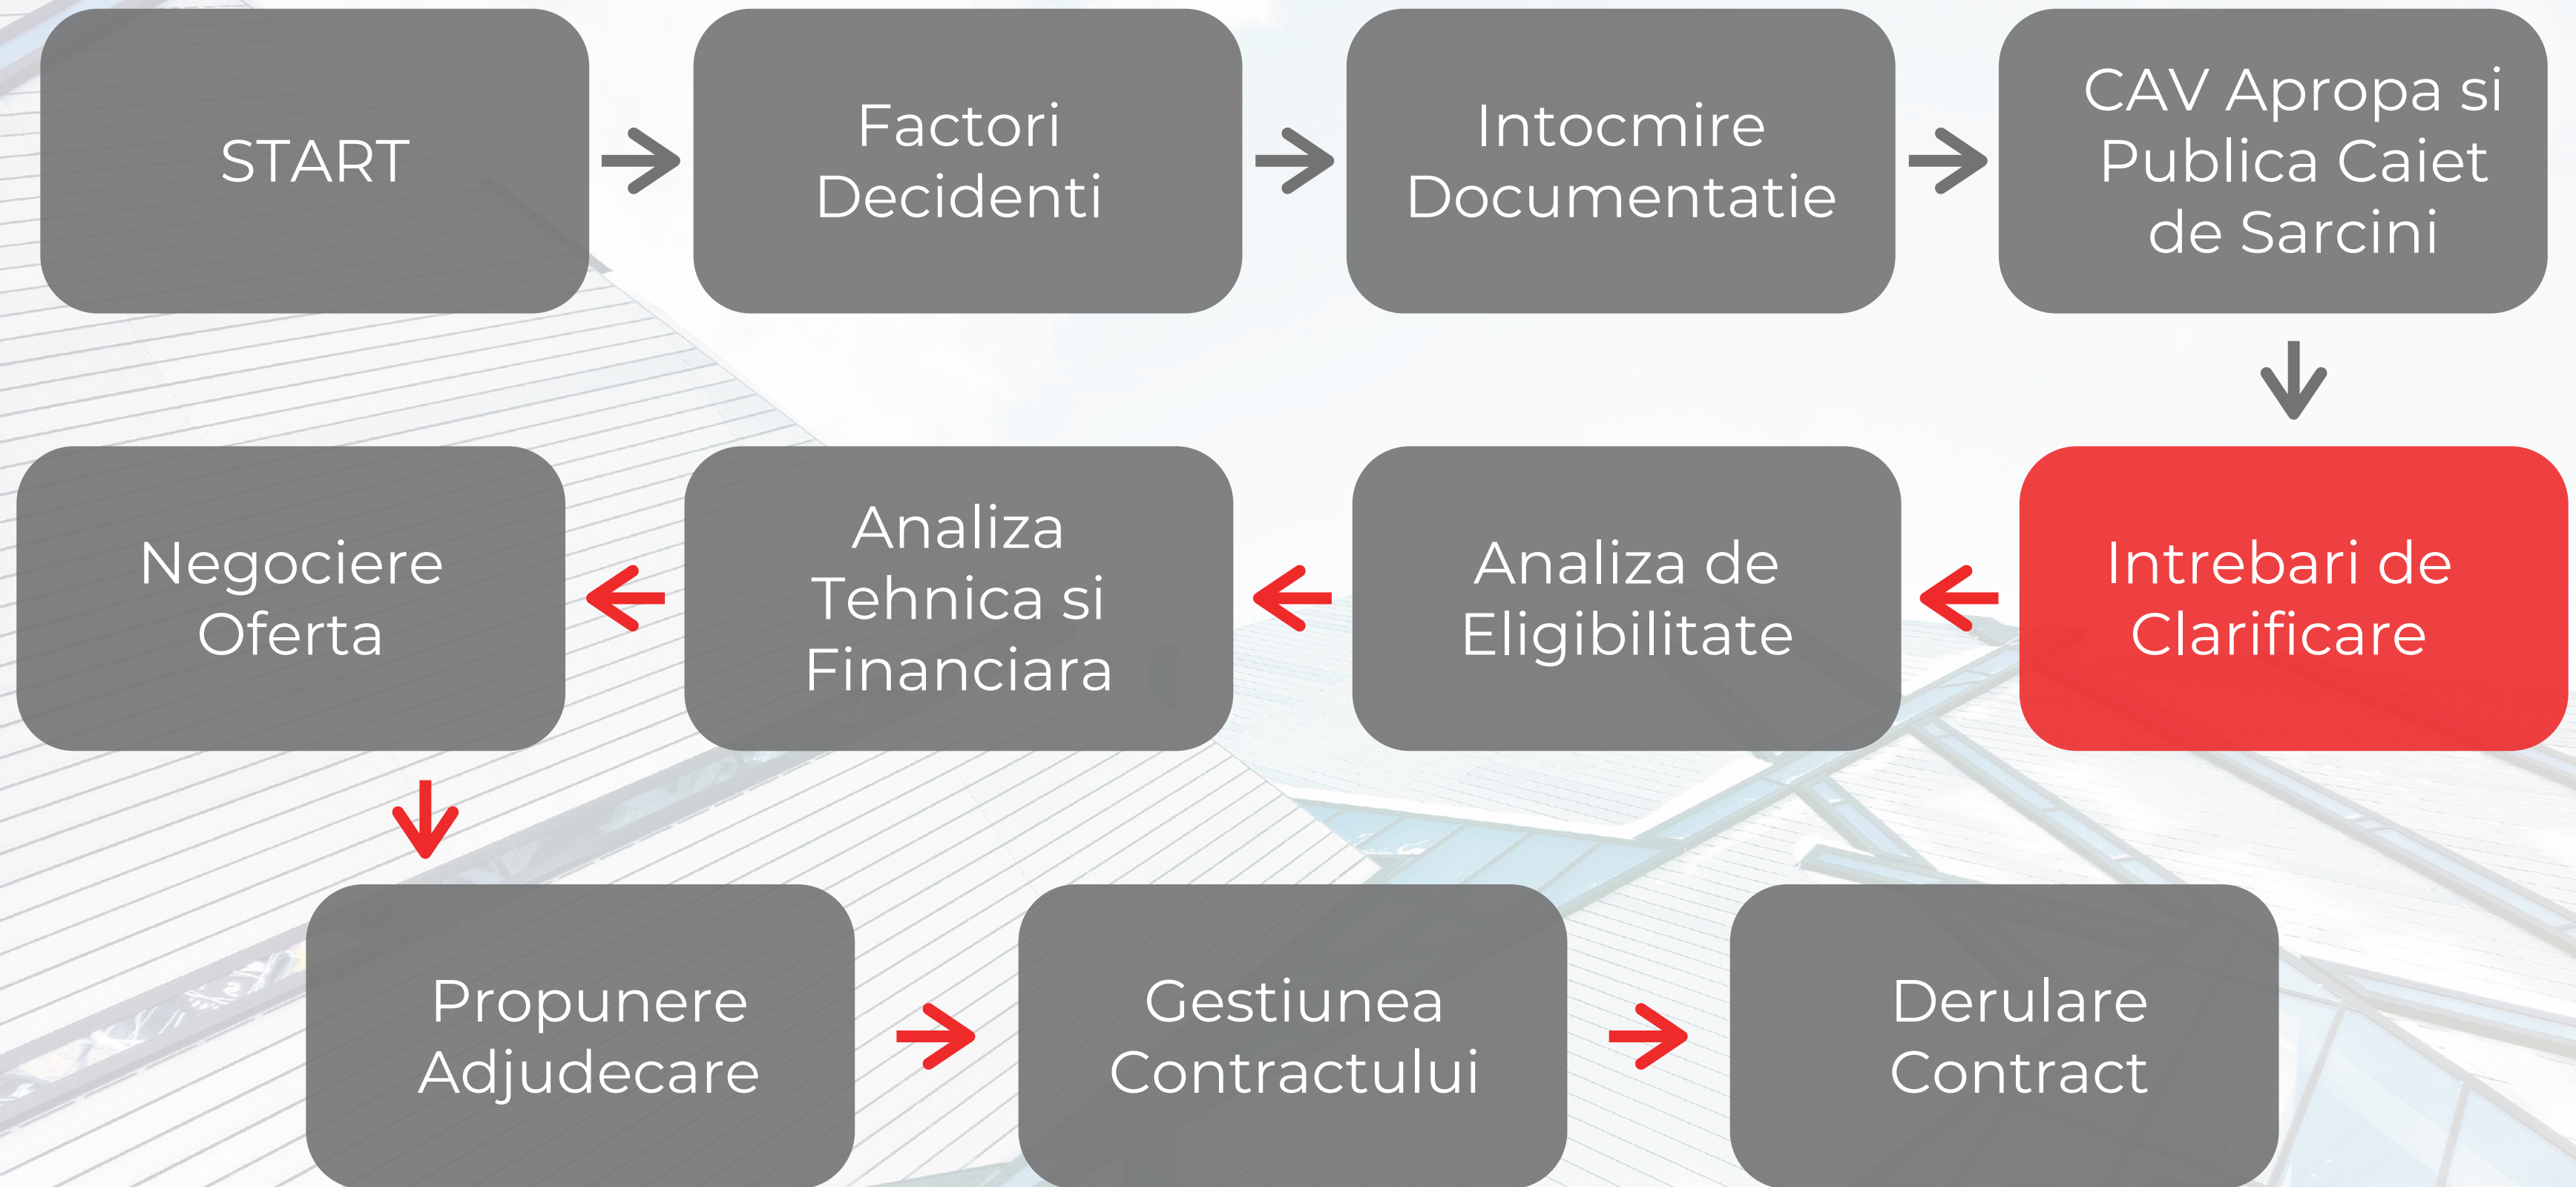 START
Factori
Decidenti
Intocmire
Documentatie
CAV Apropa si
Publica Caiet
de Sarcini
Intrebari de
Clarificare
Analiza de
Eligibilitate
Analiza
Tehnica si
Financiara
Negociere
Oferta
Propunere
Adjudecare
Gestiunea
Contractului
Derulare
Contract